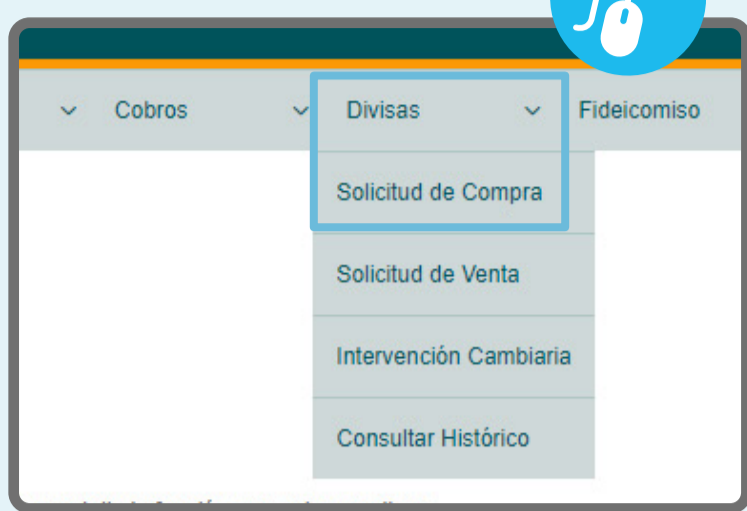 Cobros Divisas Fideicomiso
Solicitud de Compra
Solicitud de Venta
Intervención Cambiaria
Consultar Histórico